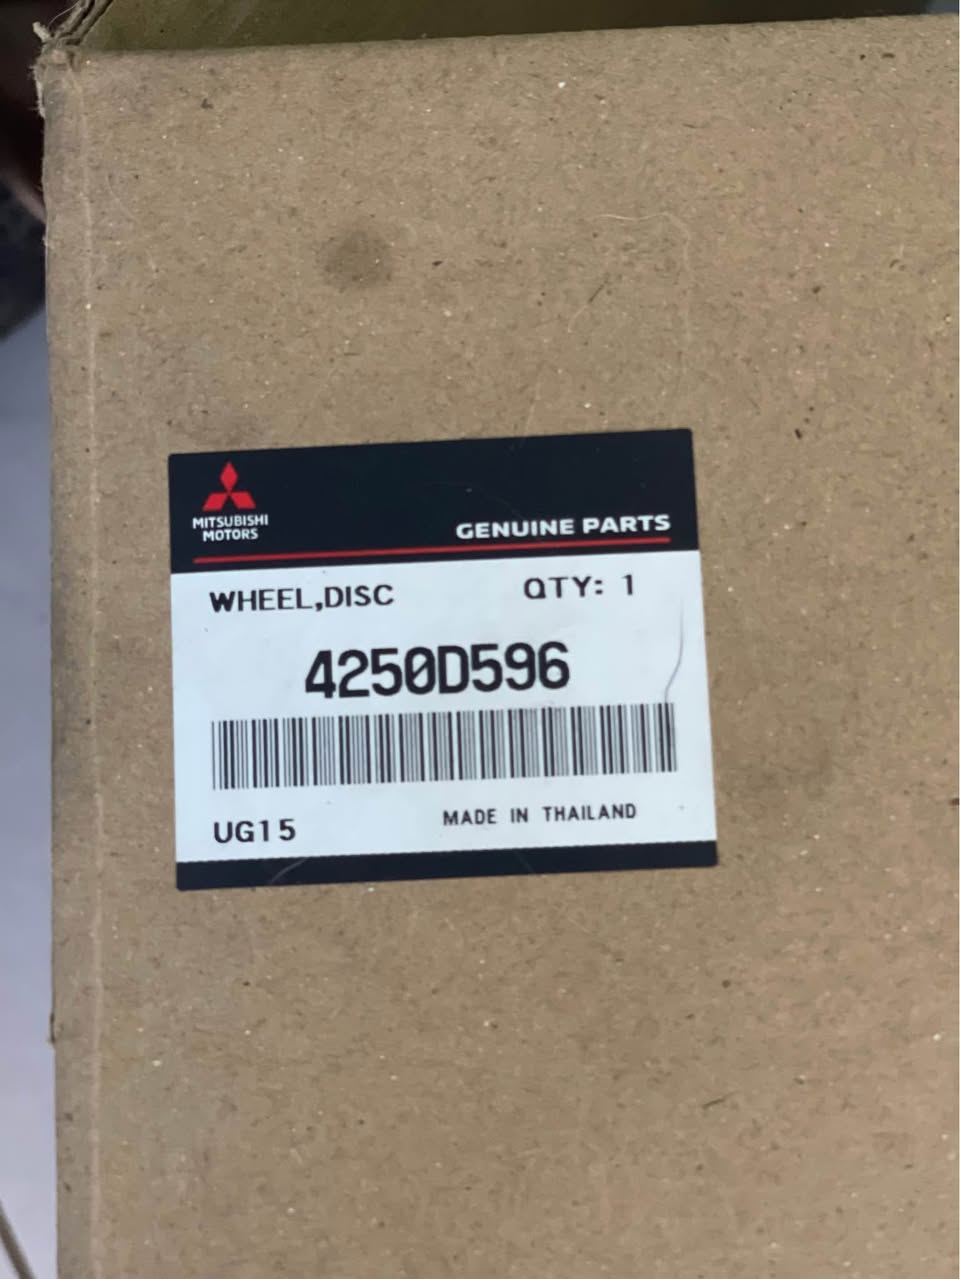 MITSUBISHI
MOTORS
GENUINE PARTS
WHEEL,DISC QTY: 1
4250D596
UG15 MADE IN THAILAND